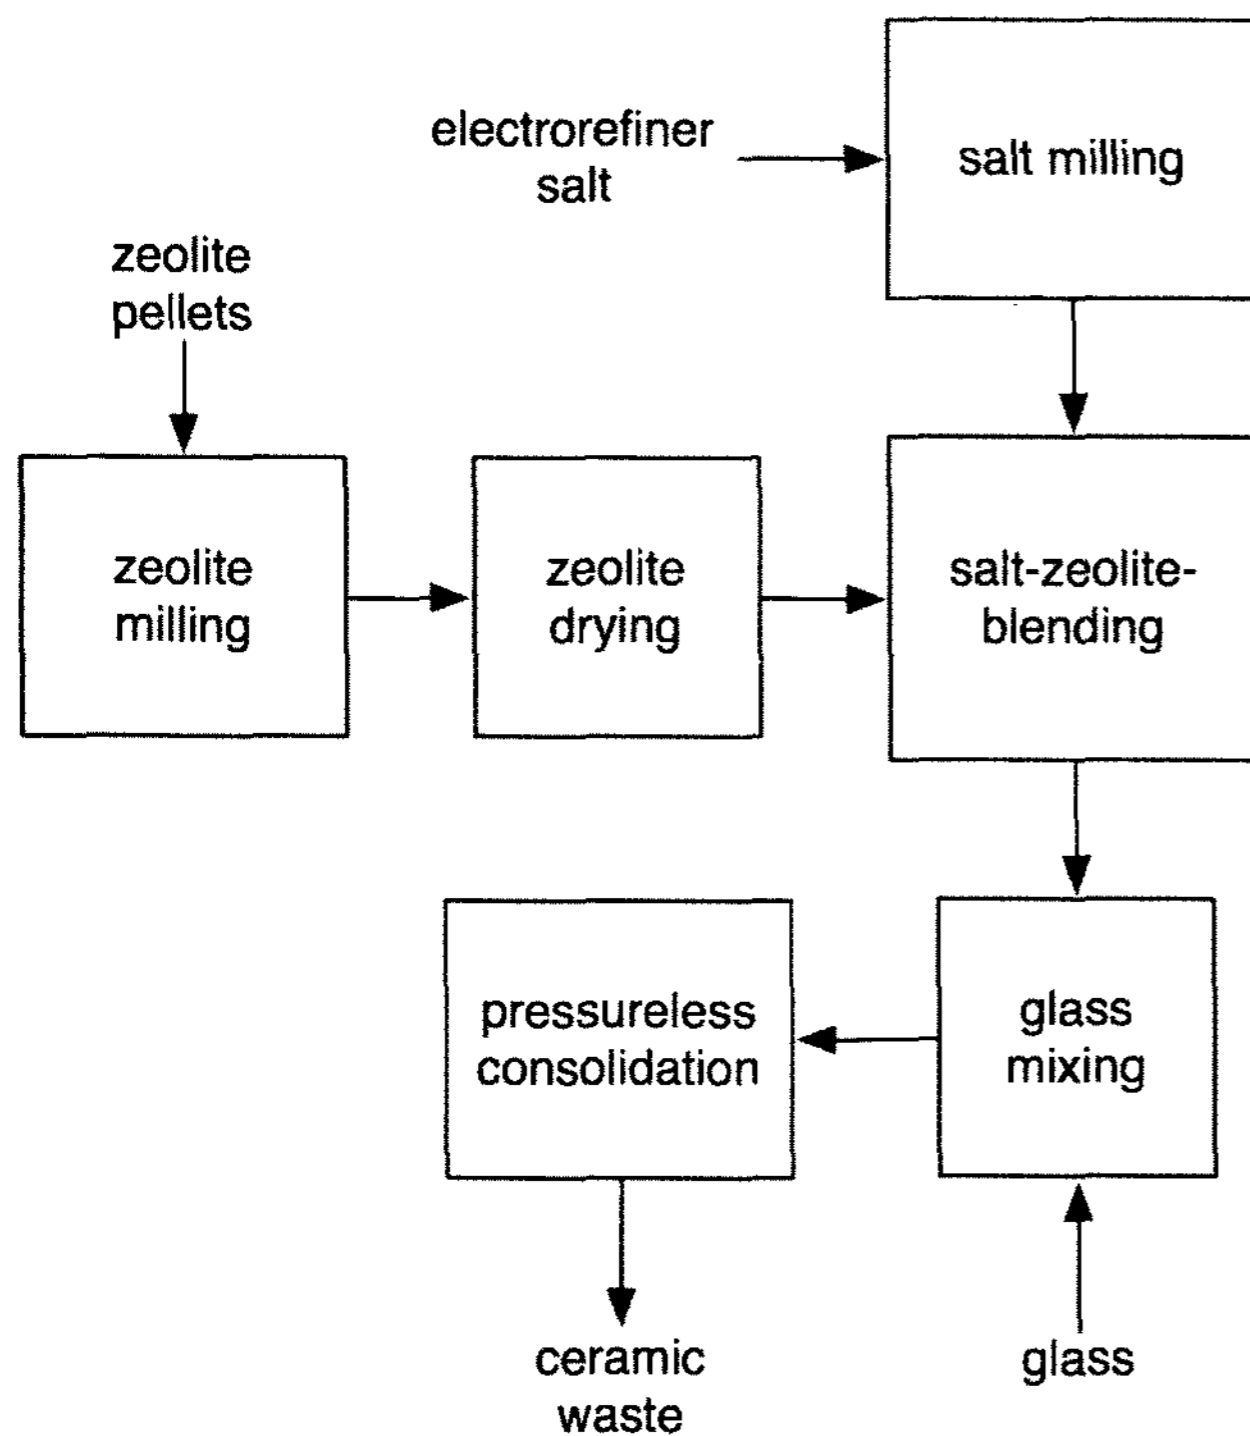 electrorefiner
salt
salt milling
zeolite
pellets
zeolite
milling
zeolite
drying
salt-zeolite-
blending
pressureless
consolidation
glass
mixing
ceramic
waste
glass